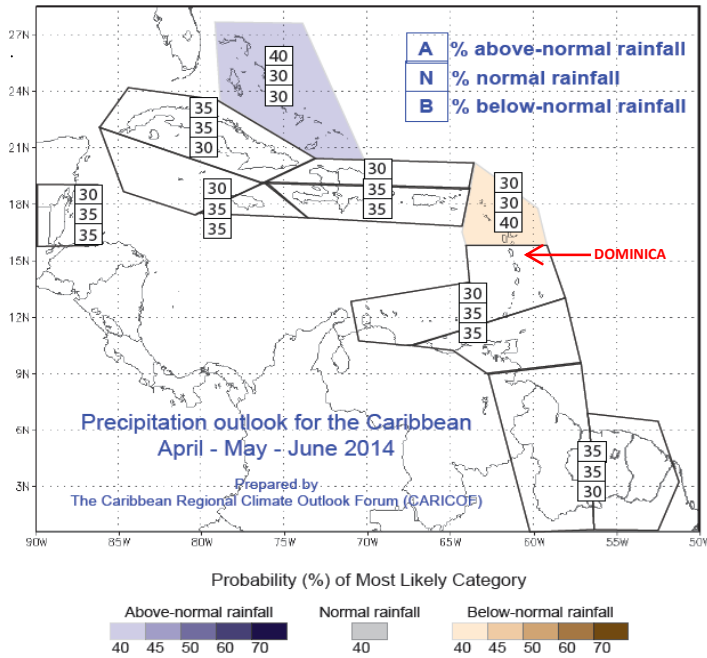 27N
24N
21N
18N
15N
12N
9N
6N
3N
A % above-normal rainfall
N % normal rainfall
B % below-normal rainfall
40
30
30
35
35
30
30
35
35
30
35
35
30
35
35
30
30
40
DOMINICA
30
35
35
35
35
30
Precipitation outlook for the Caribbean
April - May - June 2014
Prepared by
The Caribbean Regional Climate Outlook Forum (CARICOF)
90W 85W 80W 75W 70W 65W 60W 55W 50W
Probability (%) of Most Likely Category
Above-normal rainfall Normal rainfall Below-normal rainfall
40 45 50 60 70 40 40 45 50 60 70